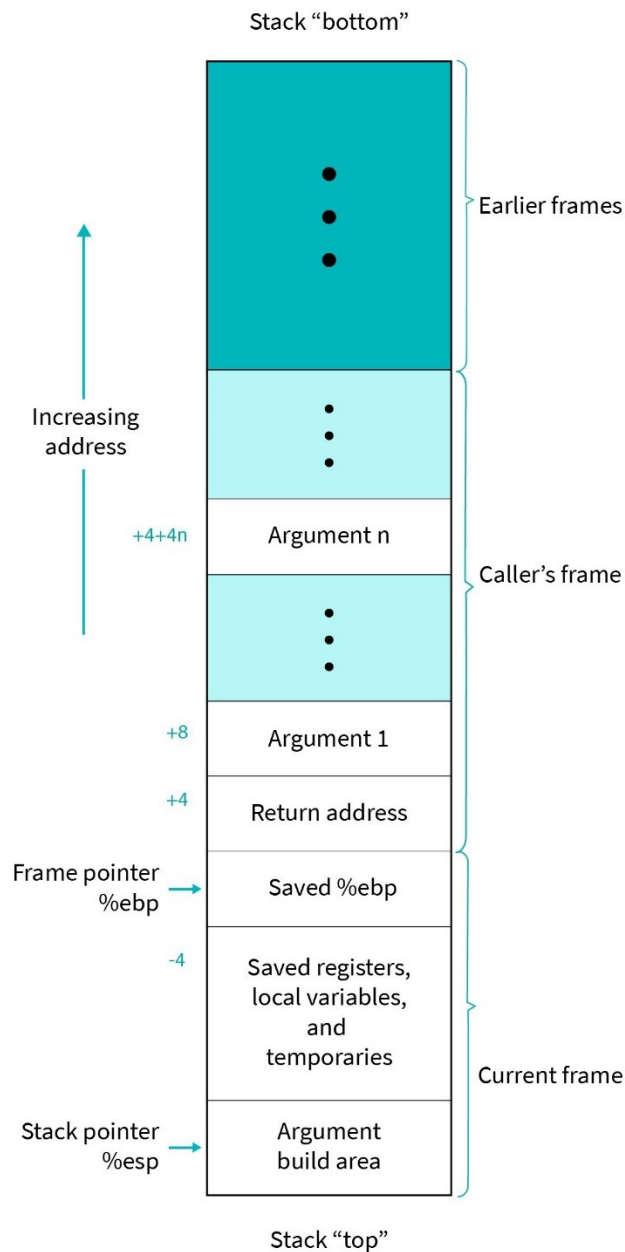 Stack “bottom”
Earlier frames
Increasing
address
+4+4n
Argument n
Caller’s frame
+8
Argument 1
+4
Return address
Frame pointer
%ebp
Saved %ebp
-4
Saved registers,
local variables,
and
temporaries
Current frame
Stack pointer
%esp
Argument
build area
Stack “top”